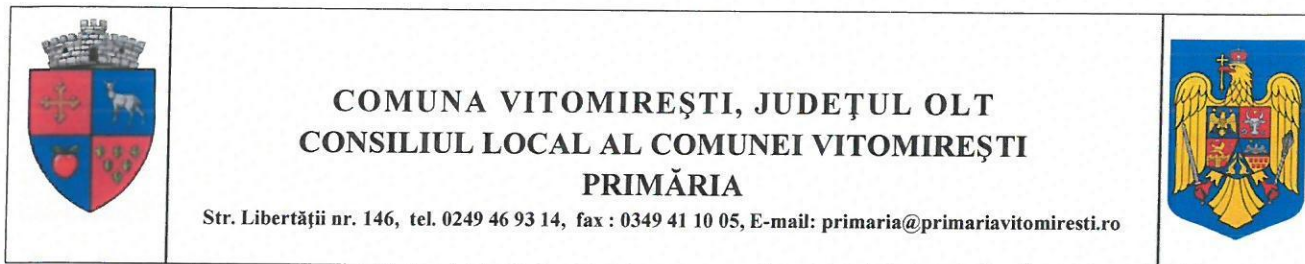 COMUNA VITOMIREŞTI, JUDEŢUL OLT
CONSILIUL LOCAL AL COMUNEI VITOMIREŞTI
PRIMĂRIA
Str. Libertăţii nr. 146, tel. 0249 46 93 14, fax : 0349 41 10 05, E-mail: primaria@primariavitomiresti.ro